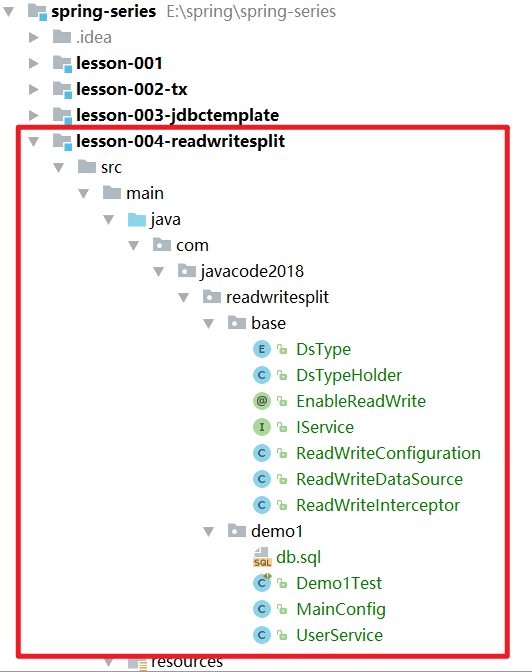 spring-series E:\spring\spring-series
.idea
lesson-001
lesson-002-tx
lesson-003-jdbctemplate
lesson-004-readwritesplit
src
main
java
com
javacode2018
readwritesplit
base
E DsType
C DsTypeHolder
@ EnableReadWrite
I IService
C ReadWriteConfiguration
C ReadWriteDataSource
C ReadWriteInterceptor
demo1
SQL db.sql
C Demo1Test
C MainConfig
C UserService
resources